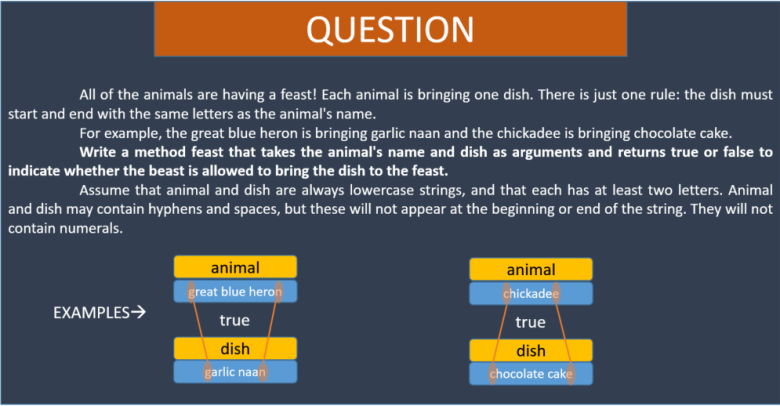 QUESTION
All of the animals are having a feast! Each animal is bringing one dish. There is just one rule: the dish must
start and end with the same letters as the animal's name.
For example, the great blue heron is bringing garlic naan and the chickadee is bringing chocolate cake.
Write a method feast that takes the animal's name and dish as arguments and returns true or false to
indicate whether the beast is allowed to bring the dish to the feast.
Assume that animal and dish are always lowercase strings, and that each has at least two letters. Animal
and dish may contain hyphens and spaces, but these will not appear at the beginning or end of the string. They will not
contain numerals.
EXAMPLES→
animal
great blue heron
true
dish
garlic naan
animal
chickadee
true
dish
chocolate cake